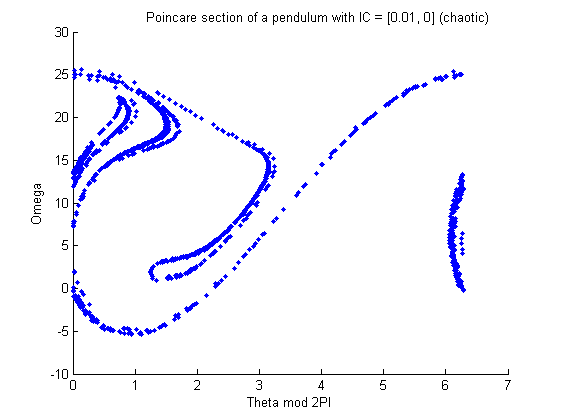 Poincare section of a pendulum with IC = [0.01, 0] (chaotic)
30
25
20
15
10
5
0
-5
-10
Omega
0 1 2 3 4 5 6 7
Theta mod 2PI